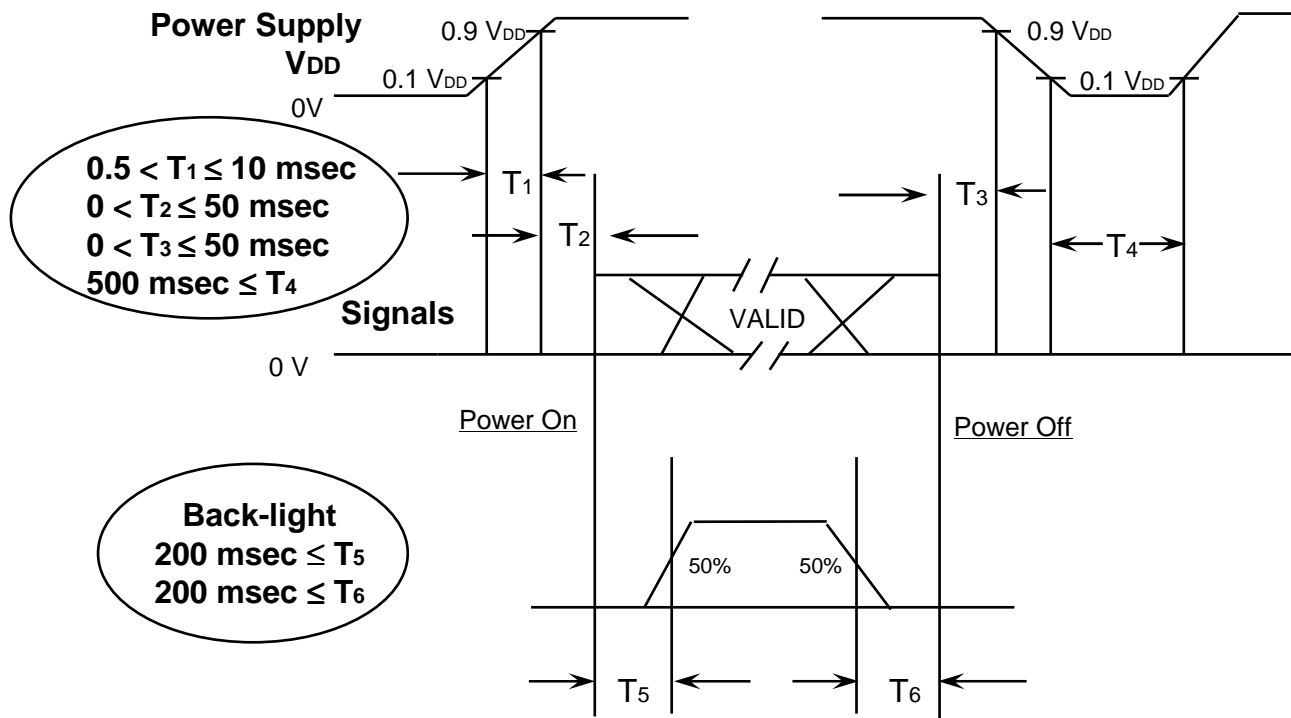 Power Supply
VDD
0.9 VDD
0.1 VDD
0V
0.9 VDD
0.1 VDD
0.5 < T1 ≤ 10 msec
0 < T2 ≤ 50 msec
0 < T3 ≤ 50 msec
500 msec ≤ T4
T1
T2
T3
T4
Signals
VALID
0 V
Power On
Power Off
Back-light
200 msec ≤ T5
200 msec ≤ T6
50%
50%
T5
T6